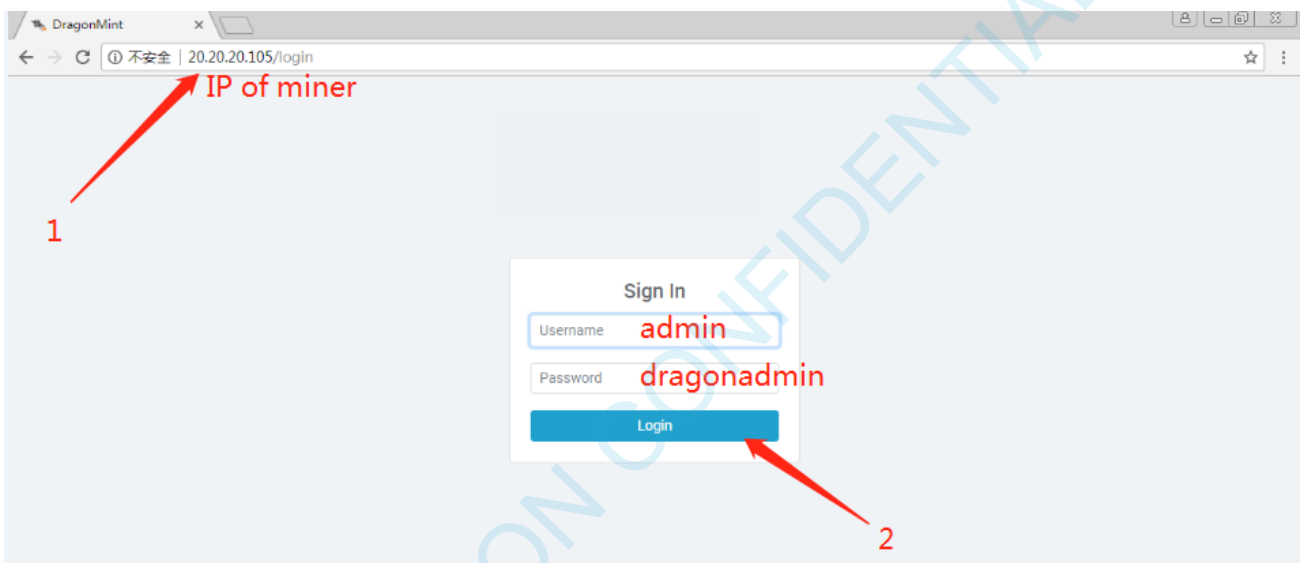 DragonMint
不安全 | 20.20.20.105/login
IP of miner
1
Sign In
Username admin
Password dragonadmin
Login
2
ON CONFIDENTIAL